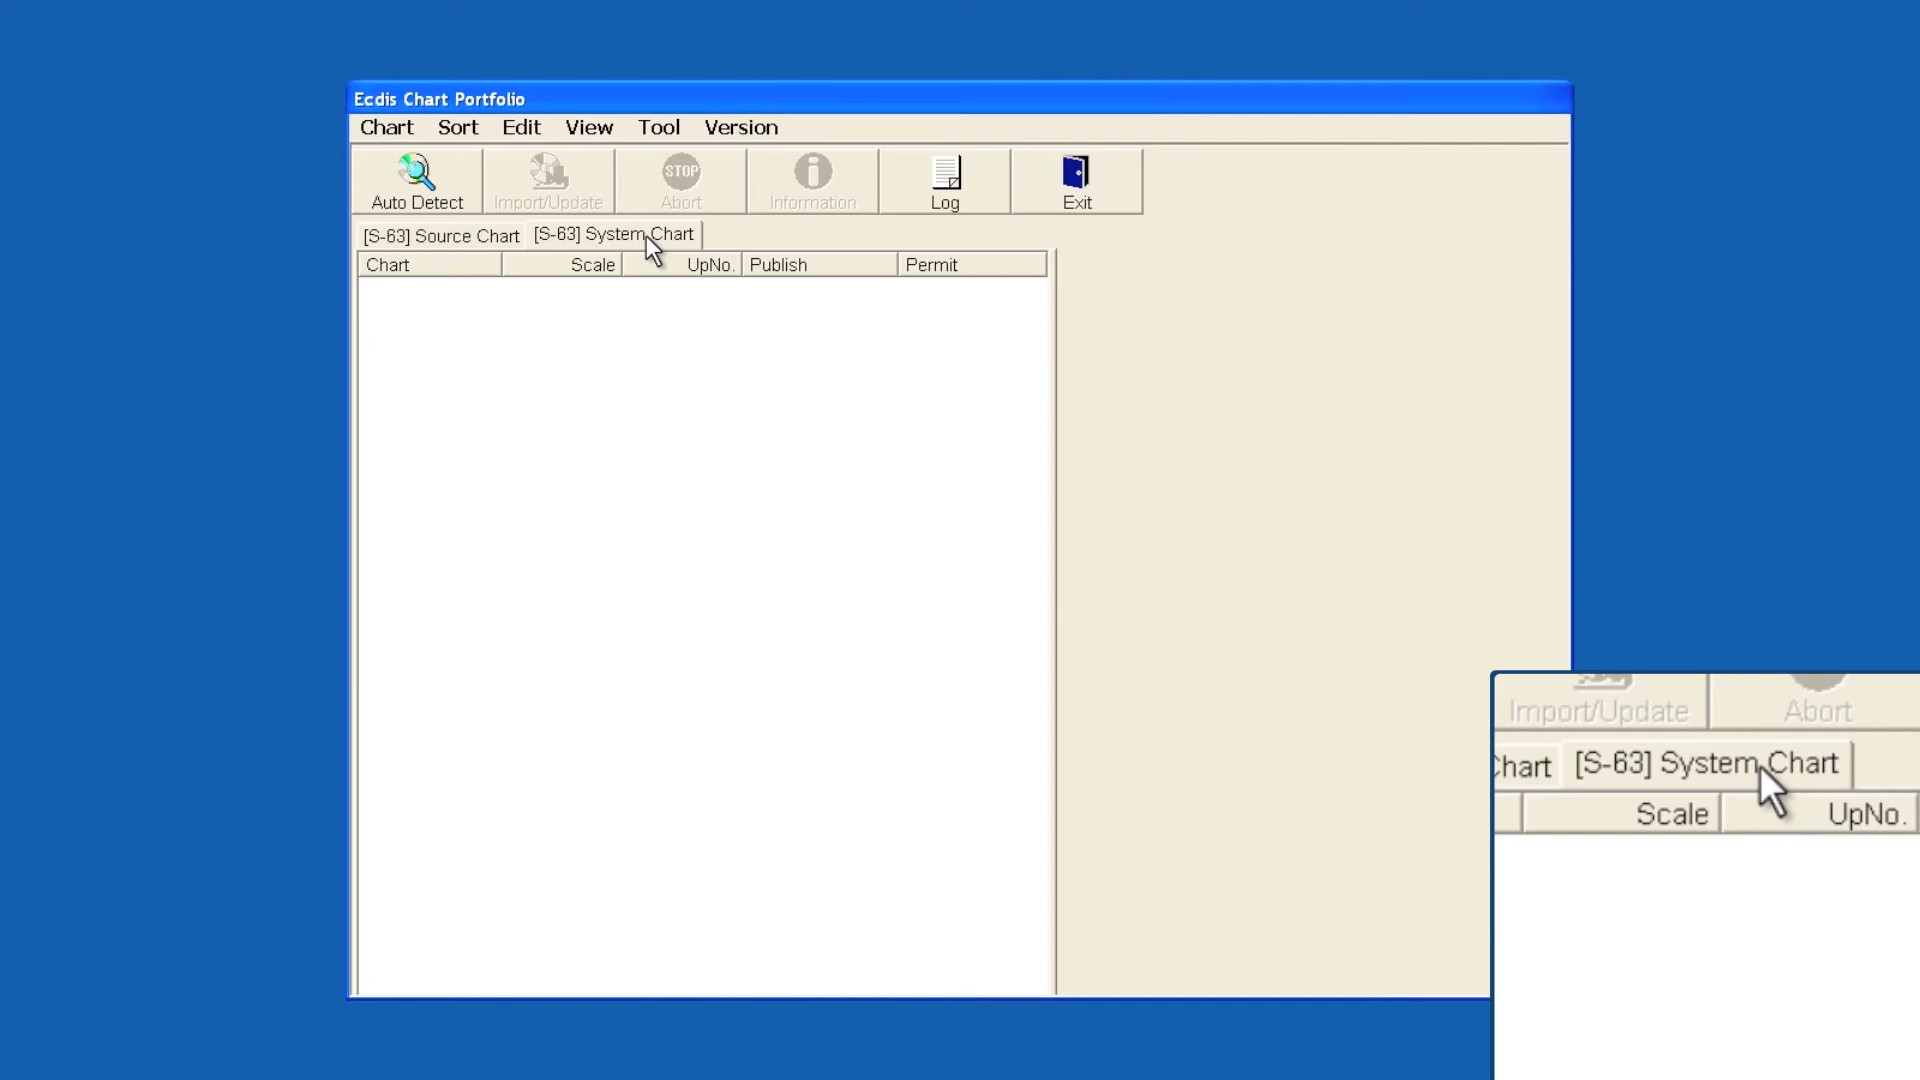 Ecdis Chart Portfolio
Chart Sort Edit View Tool Version
STOP
Auto Detect Import/Update Abort Information Log Exit
[S-63] Source Chart [S-63] System Chart
Chart Scale UpNo. Publish Permit
Import/Update Abort
Chart [S-63] System Chart
Scale UpNo.